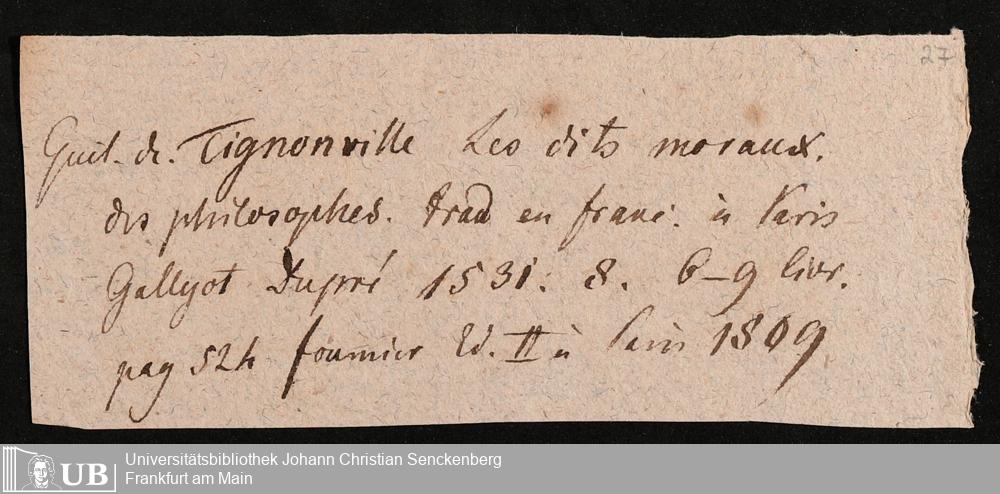 27
Guil. de. Tignonville Les dits moraux.
des philosophes. trad en franc. à Paris
Gallyot Dupré 1531. 8. 6-9 livr.
pag 524 fournier Ed. II à Paris 1809
UB Universitätsbibliothek Johann Christian Senckenberg
Frankfurt am Main